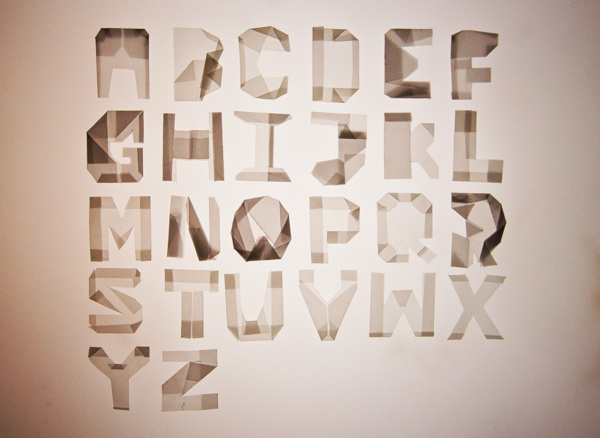 ABCDEF
GHIJKL
MNOPQR
STUVWX
YZ